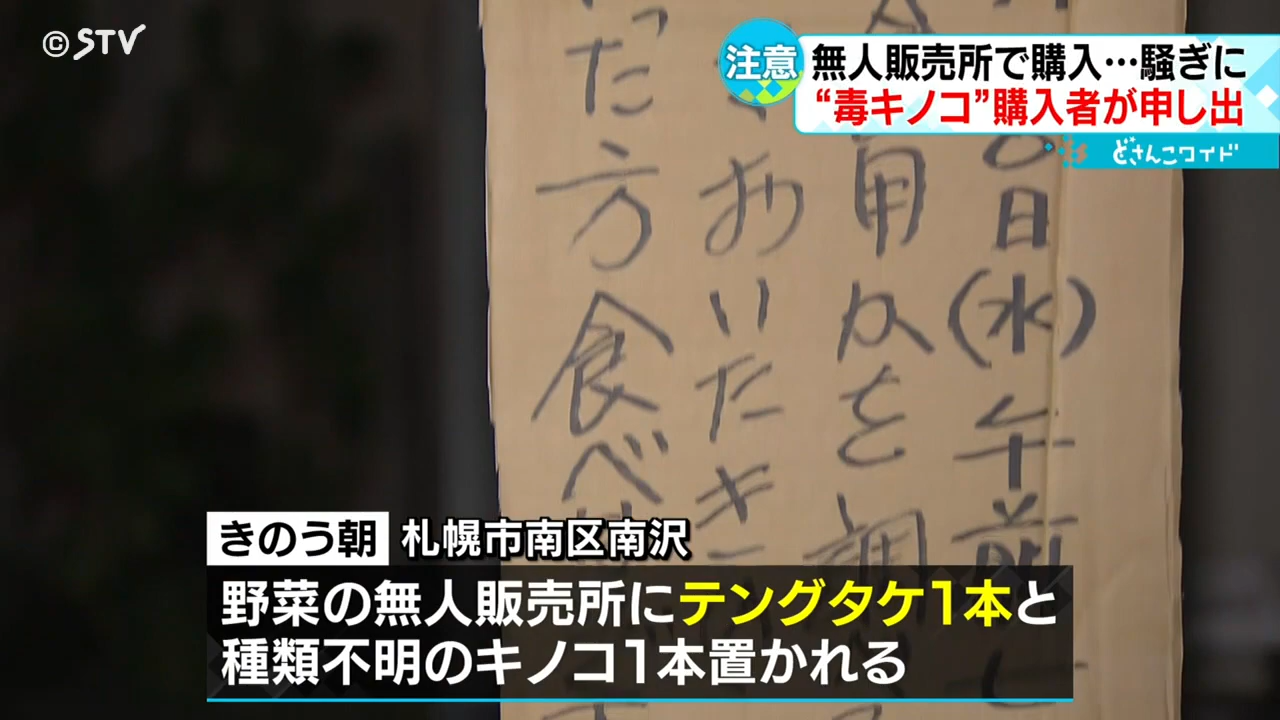 © STV
注意
無人販売所で購入…騒ぎに
“毒キノコ”購入者が申し出
どさんこワイド
日(水)午前
用かを調
おいたキ
った方食べ
きのう朝
札幌市南区南沢
野菜の無人販売所にテングタケ1本と
種類不明のキノコ1本置かれる